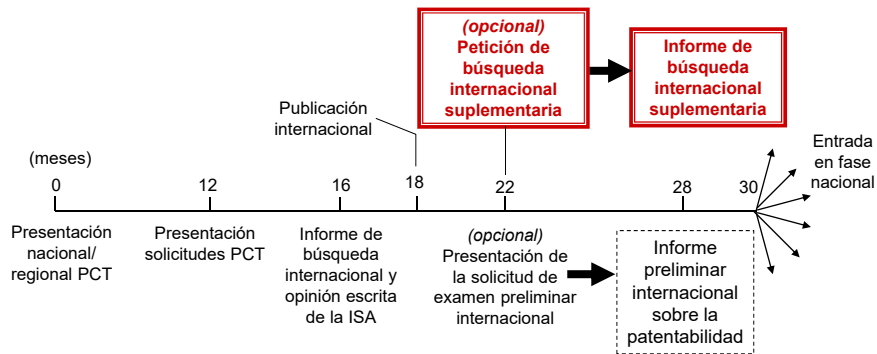 (opcional)
Petición de
búsqueda
internacional
suplementaria
Informe de
búsqueda
internacional
suplementaria
Publicación
internacional
Entrada
en fase
nacional
(meses)
0
12
16
18
22
28
30
Presentación
nacional/
regional PCT
Presentación
solicitudes PCT
Informe de
búsqueda
internacional y
opinión escrita
de la ISA
(opcional)
Presentación de
la solicitud de
examen preliminar
internacional
Informe
preliminar
internacional
sobre la
patentabilidad